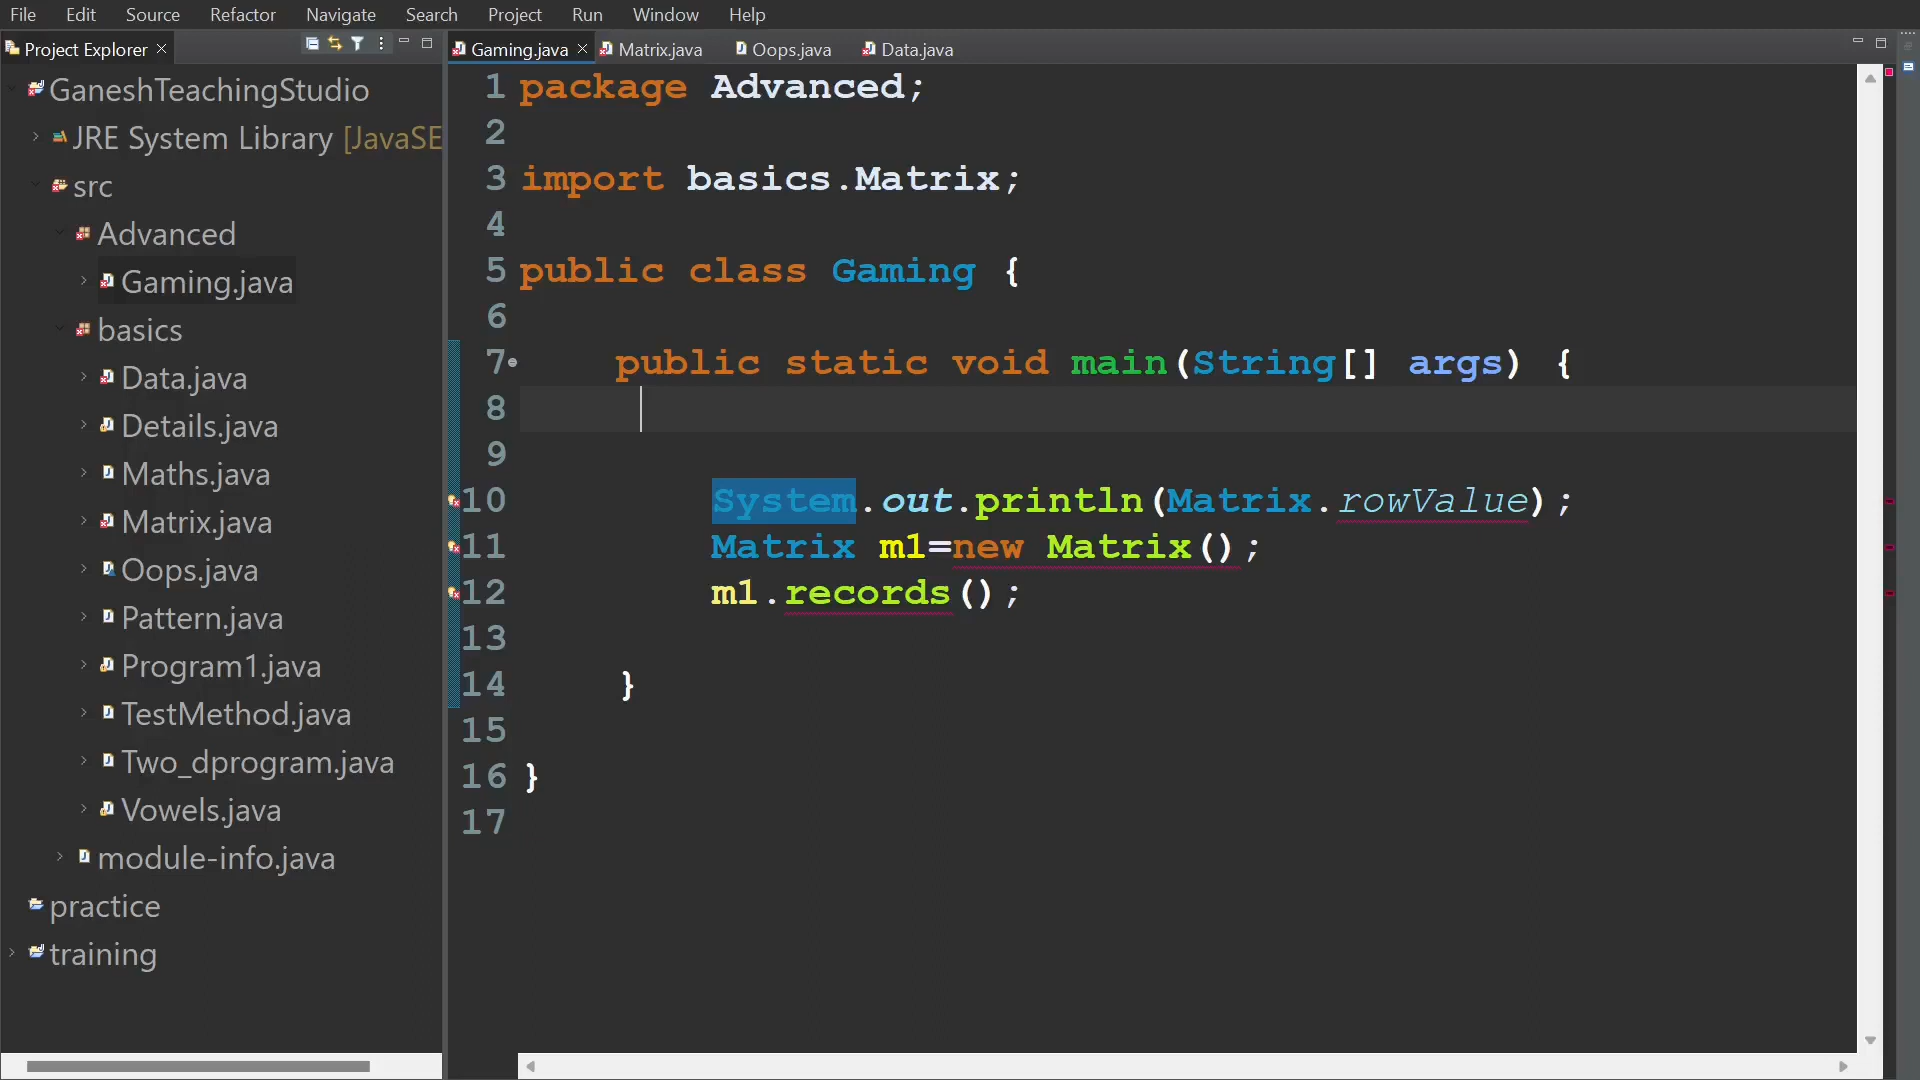 File Edit Source Refactor Navigate Search Project Run Window Help
Project Explorer
GaneshTeachingStudio
JRE System Library [JavaSE
src
Advanced
Gaming.java
basics
Data.java
Details.java
Maths.java
Matrix.java
Oops.java
Pattern.java
Program1.java
TestMethod.java
Two_dprogram.java
Vowels.java
module-info.java
practice
training
Gaming.java Matrix.java Oops.java Data.java
1 package Advanced;
2
3 import basics.Matrix;
4
5 public class Gaming {
6
7 public static void main(String[] args) {
8
9
10 System.out.println(Matrix.rowValue);
11 Matrix m1=new Matrix();
12 m1.records();
13
14 }
15
16 }
17